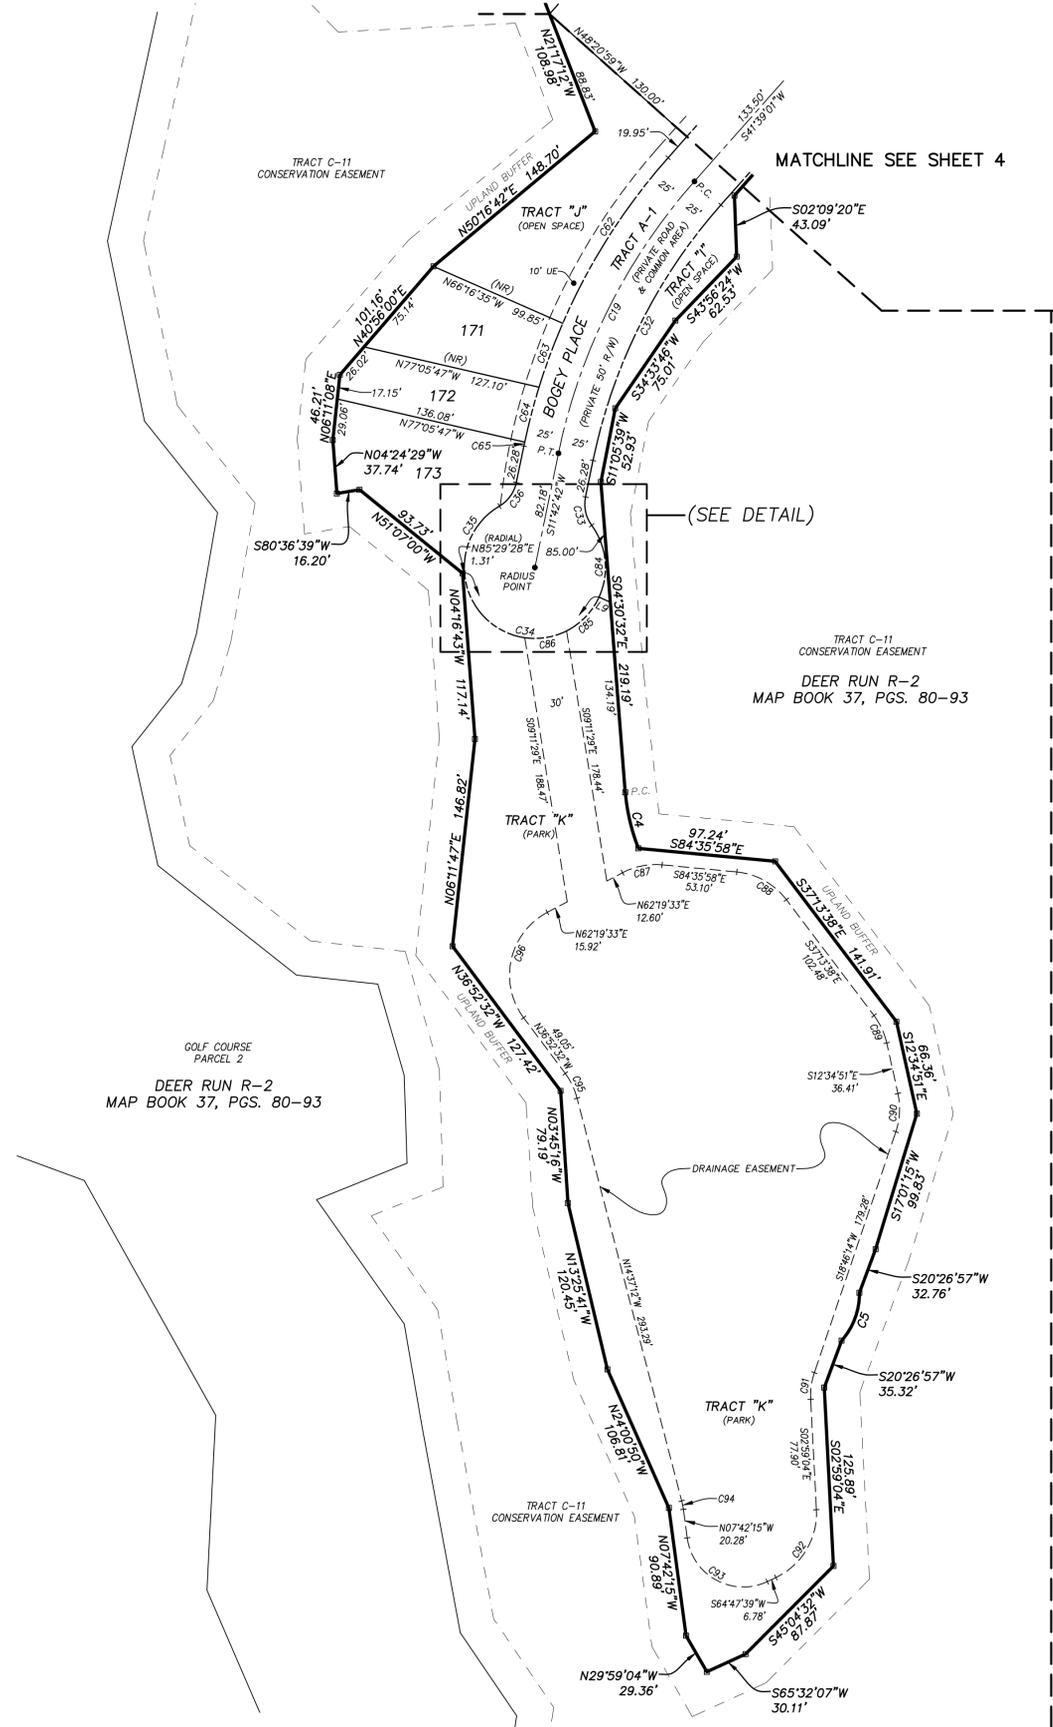 N21°17'12"W
108.98'
88.83'
N48°20'59"W
130.00'
133.50'
S41°39'01"W
19.95'
MATCHLINE SEE SHEET 4
TRACT C-11
CONSERVATION EASEMENT
UPLAND BUFFER
N50°16'42"E 148.70'
TRACT "J"
(OPEN SPACE)
C62
25'
P.C.
25'
S02°09'20"E
43.09'
TRACT A-1
(PRIVATE ROAD
& COMMON AREA)
TRACT "I"
(OPEN SPACE)
S43°56'24"W
62.53'
10' UE
(NR)
N66°16'35"W
99.85'
101.16'
N40°56'00"E
75.14'
171
C19
C32
C63
BOGEY PLACE
S34°33'46"W
75.01'
(NR)
N77°05'47"W 127.10'
26.02'
172
17.15'
46.21'
N06°11'08"E
29.06'
136.08'
N77°05'47"W
C64
C65
(PRIVATE 50' R/W)
25'
P.T.
25'
S11°05'39"W
52.93'
N04°24'29"W
37.74'
173
26.28'
C36
82.18'
S11°42'42"W
26.28'
S80°36'39"W
16.20'
93.73'
N51°07'00"W
C35
(RADIAL)
N85°29'28"E
1.31'
RADIUS
POINT
C33
85.00'
(SEE DETAIL)
C84
L9
C85
C34
C86
N04°16'43"W
117.14'
S04°30'32"E
219.19'
134.19'
TRACT C-11
CONSERVATION EASEMENT
DEER RUN R-2
MAP BOOK 37, PGS. 80-93
30'
S09°11'29"E 188.47'
S09°11'29"E 178.44'
P.C.
C4
N06°11'47"E 146.82'
TRACT "K"
(PARK)
97.24'
S84°35'58"E
C87
S84°35'58"E
53.10'
C88
N62°19'33"E
12.60'
N62°19'33"E
15.92'
C96
UPLAND BUFFER
S37°13'38"E
141.91'
S37°13'38"E
102.48'
N36°52'32"W 127.42'
UPLAND BUFFER
49.05'
N36°52'32"W
C95
C89
66.36'
S12°34'51"E
S12°34'51"E
36.41'
C90
GOLF COURSE
PARCEL 2
DEER RUN R-2
MAP BOOK 37, PGS. 80-93
N03°45'16"W
79.19'
DRAINAGE EASEMENT
S17°01'15"W
99.83'
S18°46'14"W 179.28'
N13°25'41"W
120.45'
N14°37'12"W 293.29'
S20°26'57"W
32.76'
C5
S20°26'57"W
35.32'
C91
N24°00'50"W
106.81'
TRACT "K"
(PARK)
S02°59'04"E
77.90'
125.89'
S02°59'04"E
TRACT C-11
CONSERVATION EASEMENT
C94
N07°42'15"W
20.28'
N07°42'15"W
90.89'
C93
C92
S64°47'39"W
6.78'
S45°04'32"W
87.87'
N29°59'04"W
29.36'
S65°32'07"W
30.11'